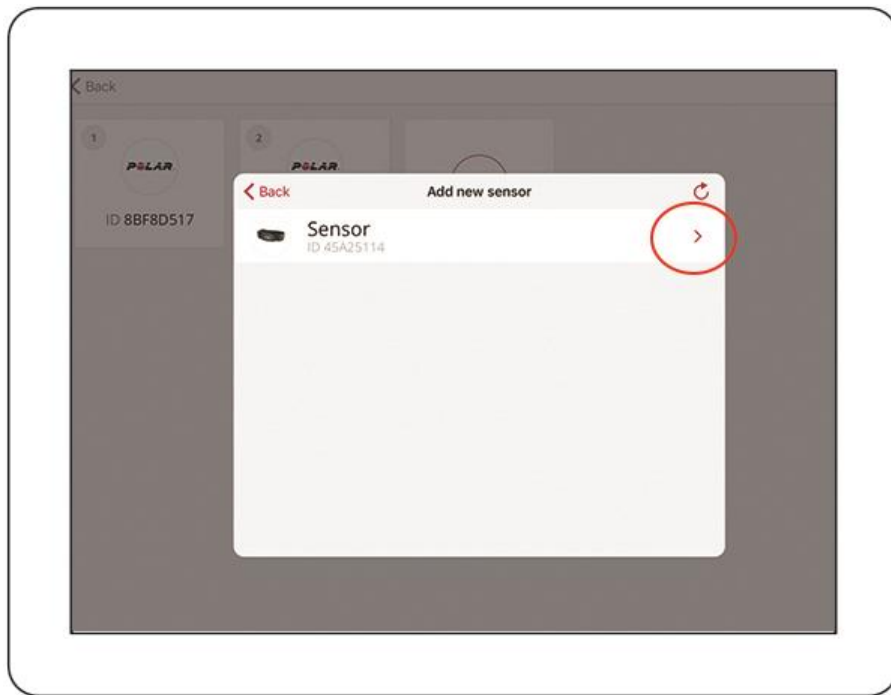 Back
1
POLAR
ID 8BF8D517
2
POLAR
Back
Add new sensor
Sensor
ID 45A25114